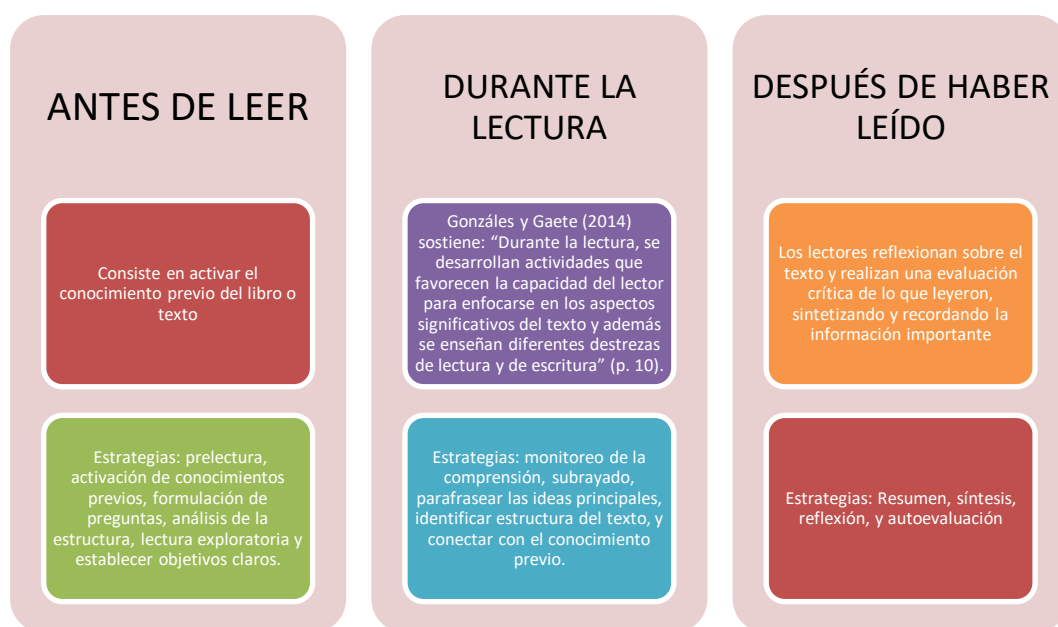 ANTES DE LEER
Consiste en activar el
conocimiento previo del libro o
texto
Estrategias: prelectura,
activación de conocimientos
previos, formulación de
preguntas, análisis de la
estructura, lectura exploratoria y
establecer objetivos claros.
DURANTE LA
LECTURA
Gonzáles y Gaete (2014)
sostiene: “Durante la lectura, se
desarrollan actividades que
favorecen la capacidad del lector
para enfocarse en los aspectos
significativos del texto y además
se enseñan diferentes destrezas
de lectura y de escritura” (p. 10).
Estrategias: monitoreo de la
comprensión, subrayado,
parafrasear las ideas principales,
identificar estructura del texto, y
conectar con el conocimiento
previo.
DESPUÉS DE HABER
LEÍDO
Los lectores reflexionan sobre el
texto y realizan una evaluación
crítica de lo que leyeron,
sintetizando y recordando la
información importante
Estrategias: Resumen, síntesis,
reflexión, y autoevaluación